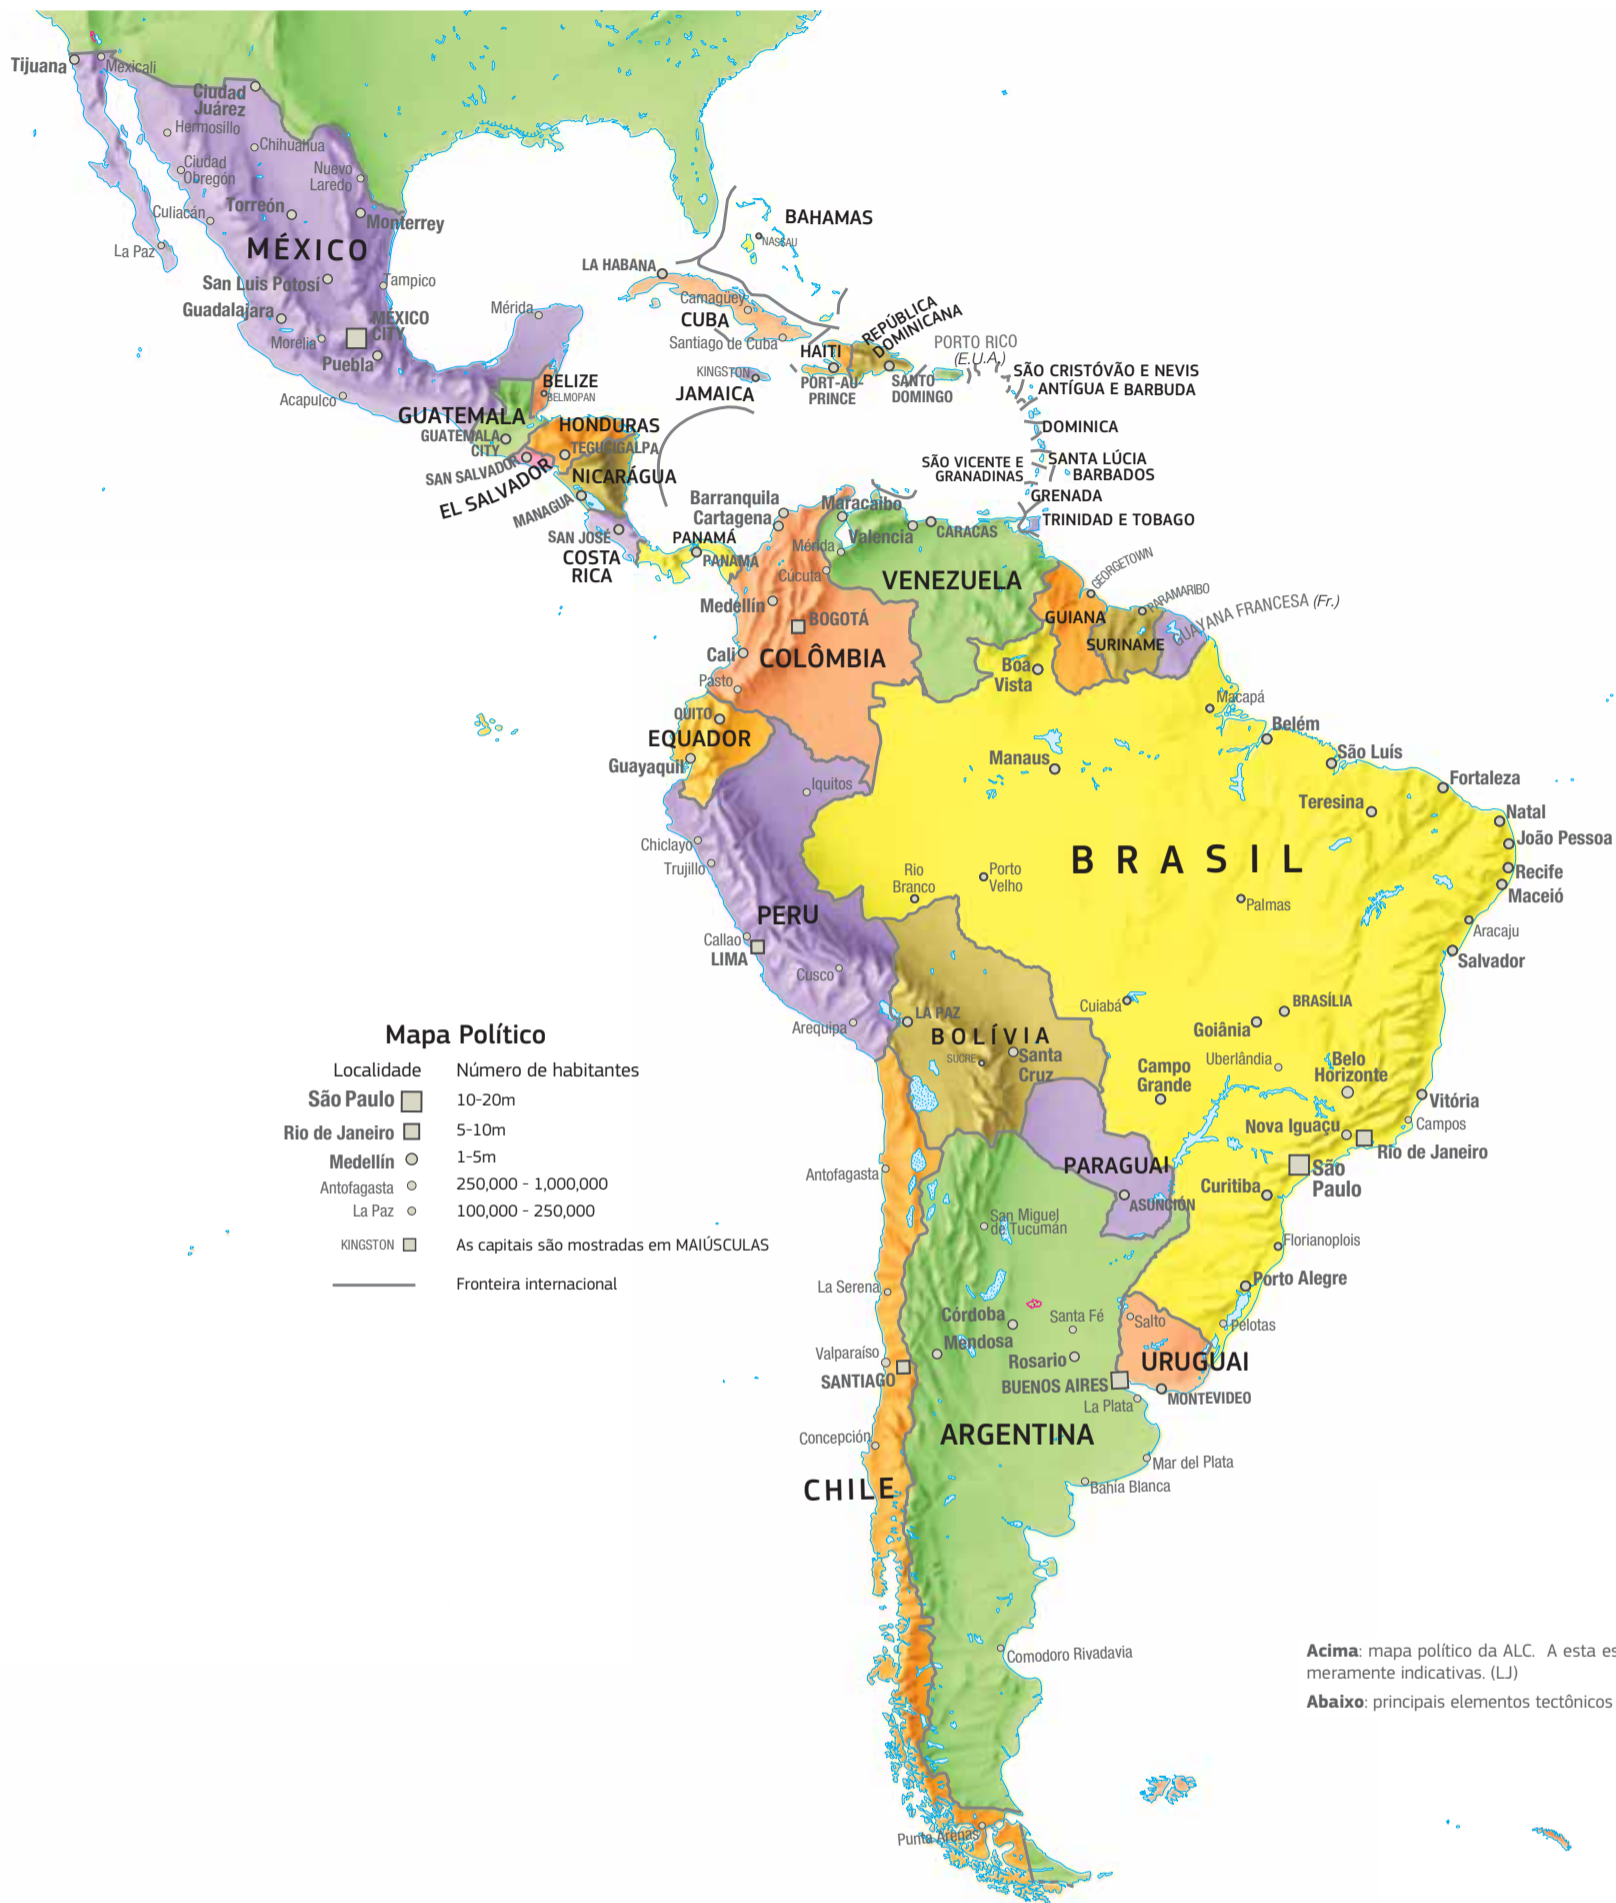 Tijuana
Mexicali
Ciudad
Juárez
Hermosillo
Chihuahua
Ciudad
Obregón
Nuevo
Laredo
Culiacán
Torreón
Monterrey
La Paz
MÉXICO
San Luis Potosí
Tampico
Guadalajara
MÉXICO
CITY
Morelia
Puebla
Mérida
Acapulco
BAHAMAS
NASSAU
LA HABANA
Camagüey
CUBA
Santiago de Cuba
HAITI
REPÚBLICA
DOMINICANA
PORTO RICO
(E.U.A.)
KINGSTON
JAMAICA
PORT-AU-
PRINCE
SANTO
DOMINGO
SÃO CRISTÓVÃO E NEVIS
ANTÍGUA E BARBUDA
DOMINICA
SANTA LÚCIA
BARBADOS
SÃO VICENTE E
GRANADINAS
GRENADA
TRINIDAD E TOBAGO
BELIZE
BELMOPAN
GUATEMALA
GUATEMALA
CITY
HONDURAS
TEGUCIGALPA
SAN SALVADOR
EL SALVADOR
NICARÁGUA
MANAGUA
SAN JOSÉ
COSTA
RICA
PANAMÁ
PANAMÁ
Barranquila
Cartagena
Maracaibo
Valencia
CARACAS
Mérida
Cúcuta
VENEZUELA
GEORGETOWN
PARAMARIBO
GUAYANA FRANCESA (Fr.)
GUIANA
SURINAME
Medellín
BOGOTÁ
Cali
COLÔMBIA
Pasto
Boa
Vista
QUITO
EQUADOR
Guayaquil
Iquitos
Macapá
Belém
Manaus
São Luís
Fortaleza
Teresina
Natal
João Pessoa
Recife
Maceió
Aracaju
Salvador
BRASIL
Chiclayo
Trujillo
Rio
Branco
Porto
Velho
Palmas
PERU
Callao
LIMA
Cusco
Arequipa
LA PAZ
BOLÍVIA
SUCRE
Santa
Cruz
Cuiabá
BRASÍLIA
Goiânia
Uberlândia
Belo
Horizonte
Campo
Grande
Vitória
Campos
Nova Iguaçu
Rio de Janeiro
São
Paulo
Curitiba
PARAGUAI
ASUNCIÓN
Antofagasta
San Miguel
de Tucumán
Florianoplois
Porto Alegre
La Serena
Córdoba
Santa Fé
Salto
Pelotas
Valparaíso
Mendosa
Rosario
URUGUAI
SANTIAGO
BUENOS AIRES
MONTEVIDEO
La Plata
Concepción
ARGENTINA
CHILE
Mar del Plata
Bahía Blanca
Comodoro Rivadavia
Punta Arenas
Mapa Político
Localidade Número de habitantes
São Paulo 10-20m
Rio de Janeiro 5-10m
Medellín 1-5m
Antofagasta 250,000 - 1,000,000
La Paz 100,000 - 250,000
KINGSTON As capitais são mostradas em MAIÚSCULAS
Fronteira internacional
Acima: mapa político da ALC. A esta es
meramente indicativas. (LJ)
Abaixo: principais elementos tectônicos